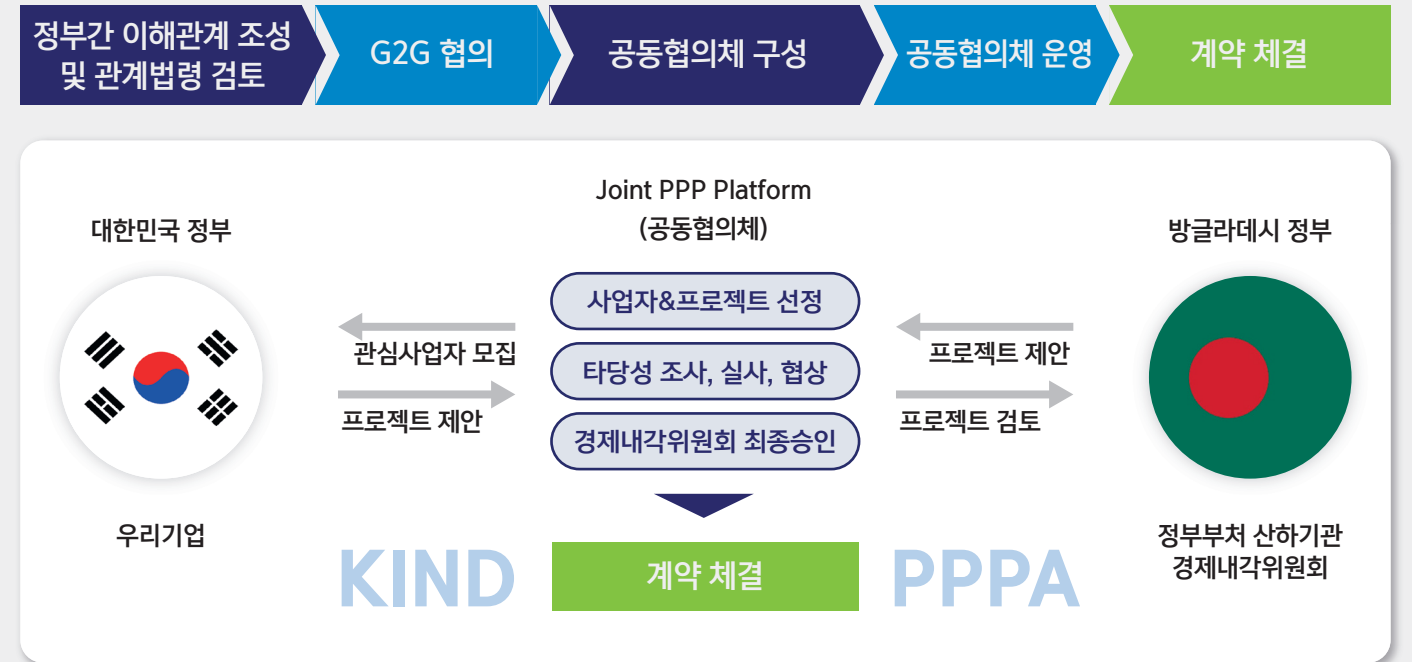 정부간 이해관계 조성
및 관계법령 검토
G2G 협의
공동협의체 구성
공동협의체 운영
계약 체결
대한민국 정부
우리기업
Joint PPP Platform
(공동협의체)
관심사업자 모집
프로젝트 제안
사업자&프로젝트 선정
타당성 조사, 실사, 협상
경제내각위원회 최종승인
프로젝트 제안
프로젝트 검토
방글라데시 정부
정부부처 산하기관
경제내각위원회
KIND
계약 체결
PPPA